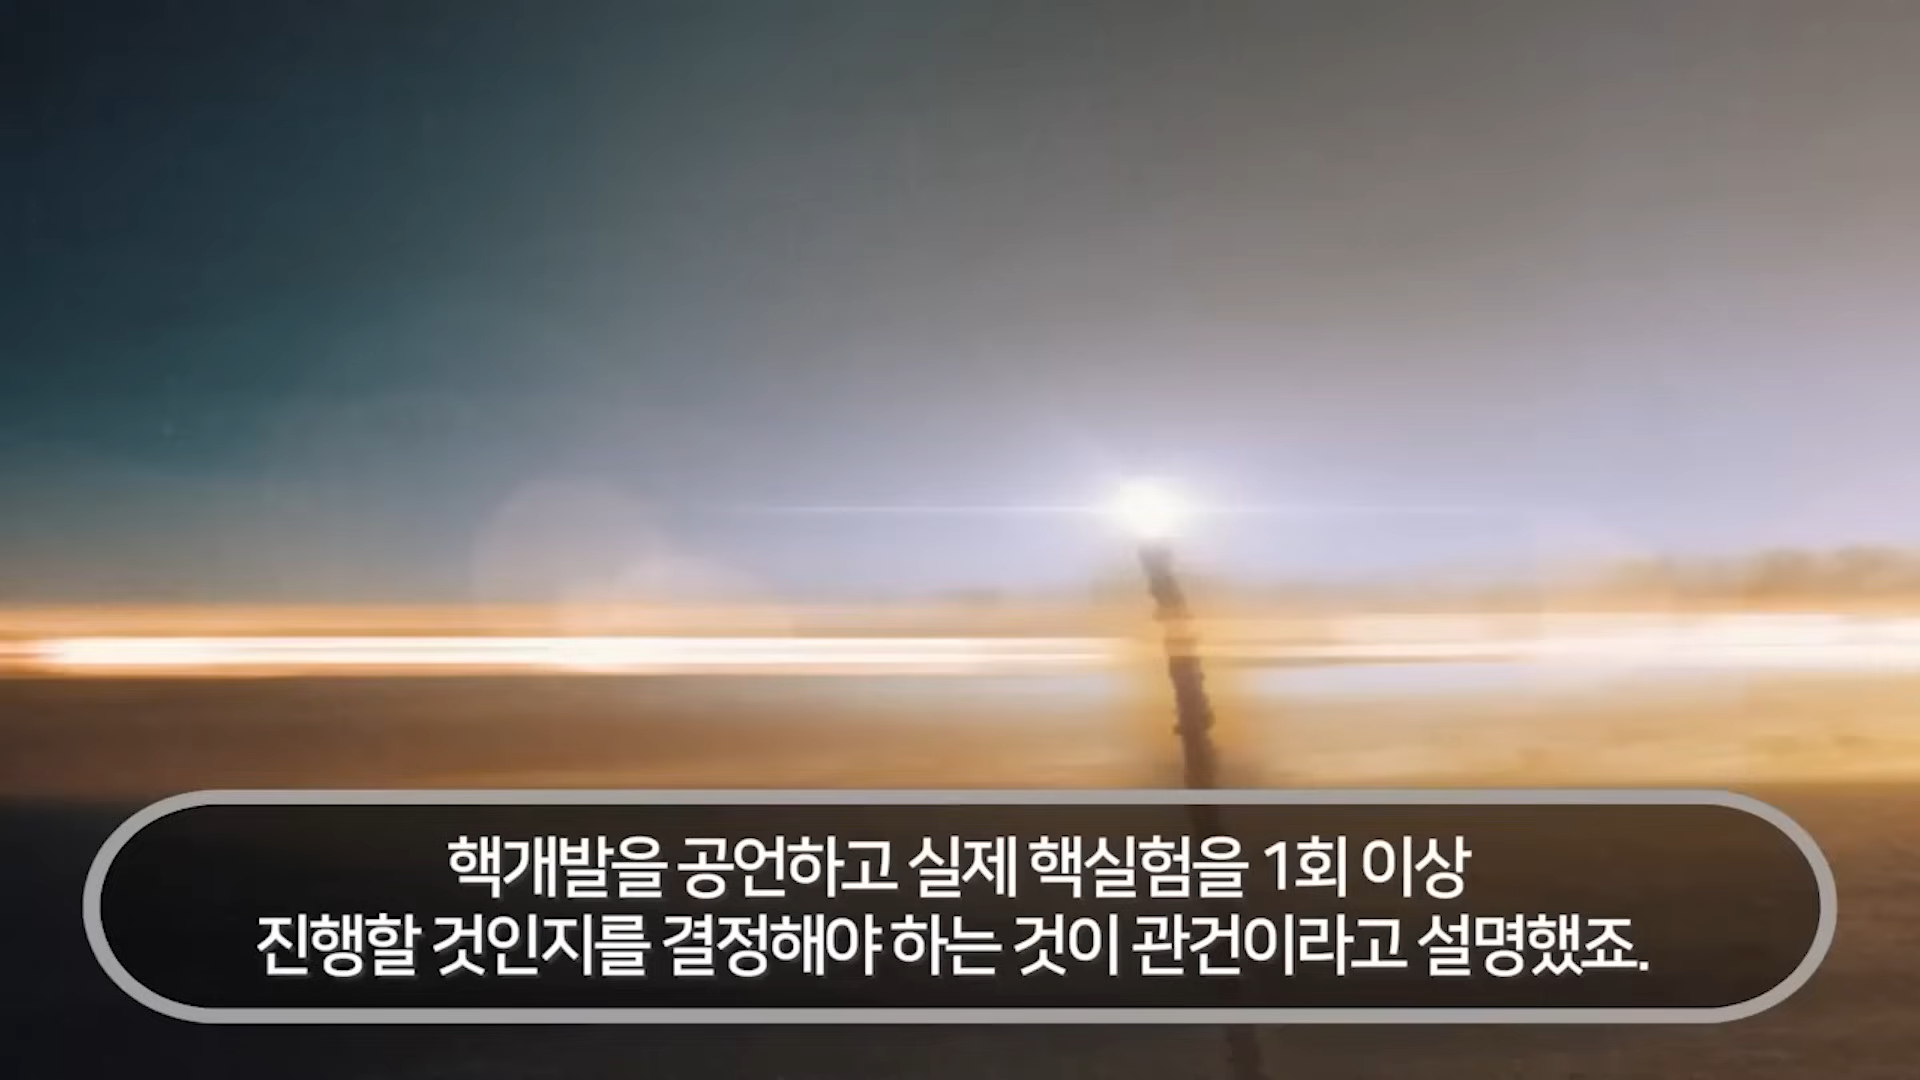 핵개발을 공언하고 실제 핵실험을 1회 이상
진행할 것인지를 결정해야 하는 것이 관건이라고 설명했죠.